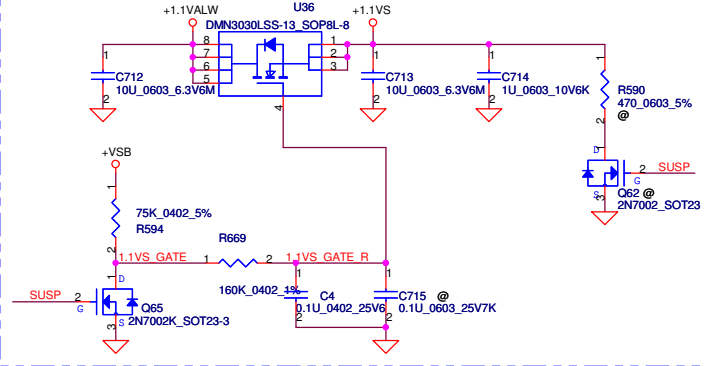 +1.1VALW
U36
+1.1VS
DMN3030LSS-13_SOP8L-8
8
7
6
5
1
2
3
4
1
C712
10U_0603_6.3V6M
2
1
C713
10U_0603_6.3V6M
2
1
C714
1U_0603_10V6K
2
1
R590
470_0603_5%
@
2
+VSB
1
75K_0402_5%
R594
2
1
D
2
SUSP
G
Q62 @
S
3
2N7002_SOT23
R669
1.1VS_GATE
1
2
1.1VS_GATE_R
1
D
160K_0402_1%
SUSP
2
G
Q65
S
3
2N7002K_SOT23-3
1
C4
0.1U_0402_25V6
2
1
C715 @
0.1U_0603_25V7K
2